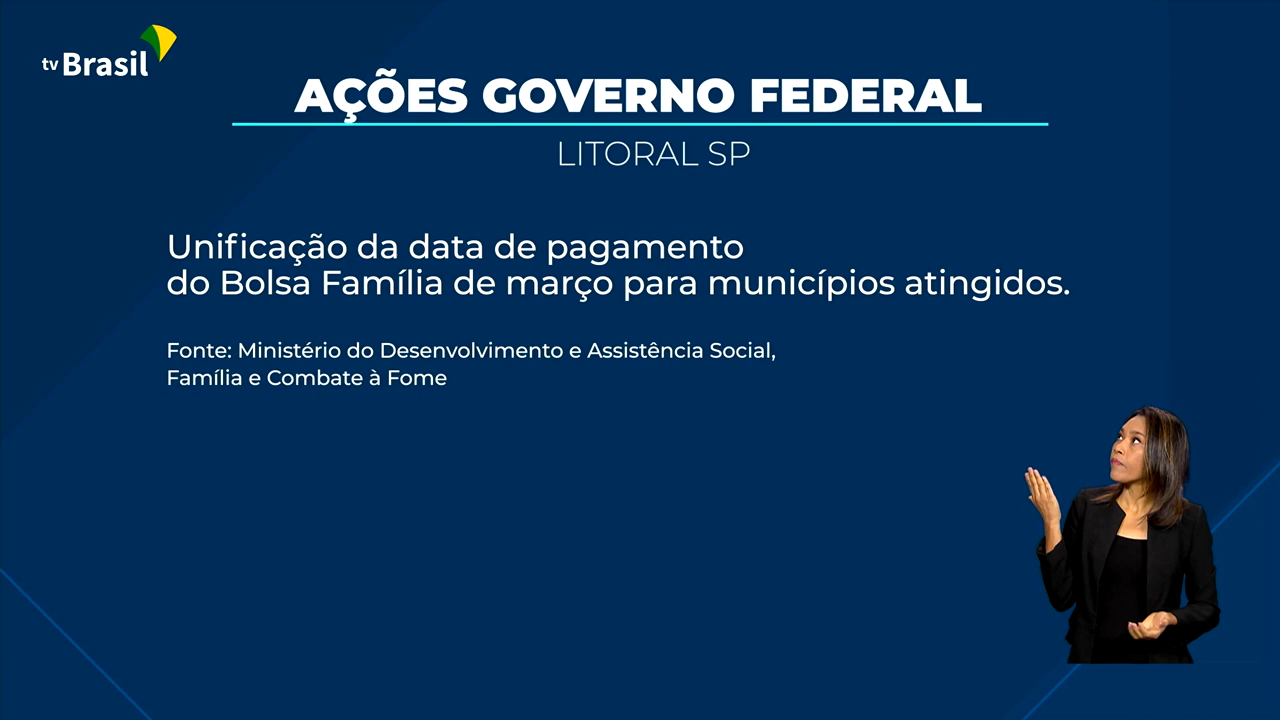 tv Brasil
AÇÕES GOVERNO FEDERAL
LITORAL SP
Unificação da data de pagamento
do Bolsa Família de março para municípios atingidos.
Fonte: Ministério do Desenvolvimento e Assistência Social,
Família e Combate à Fome